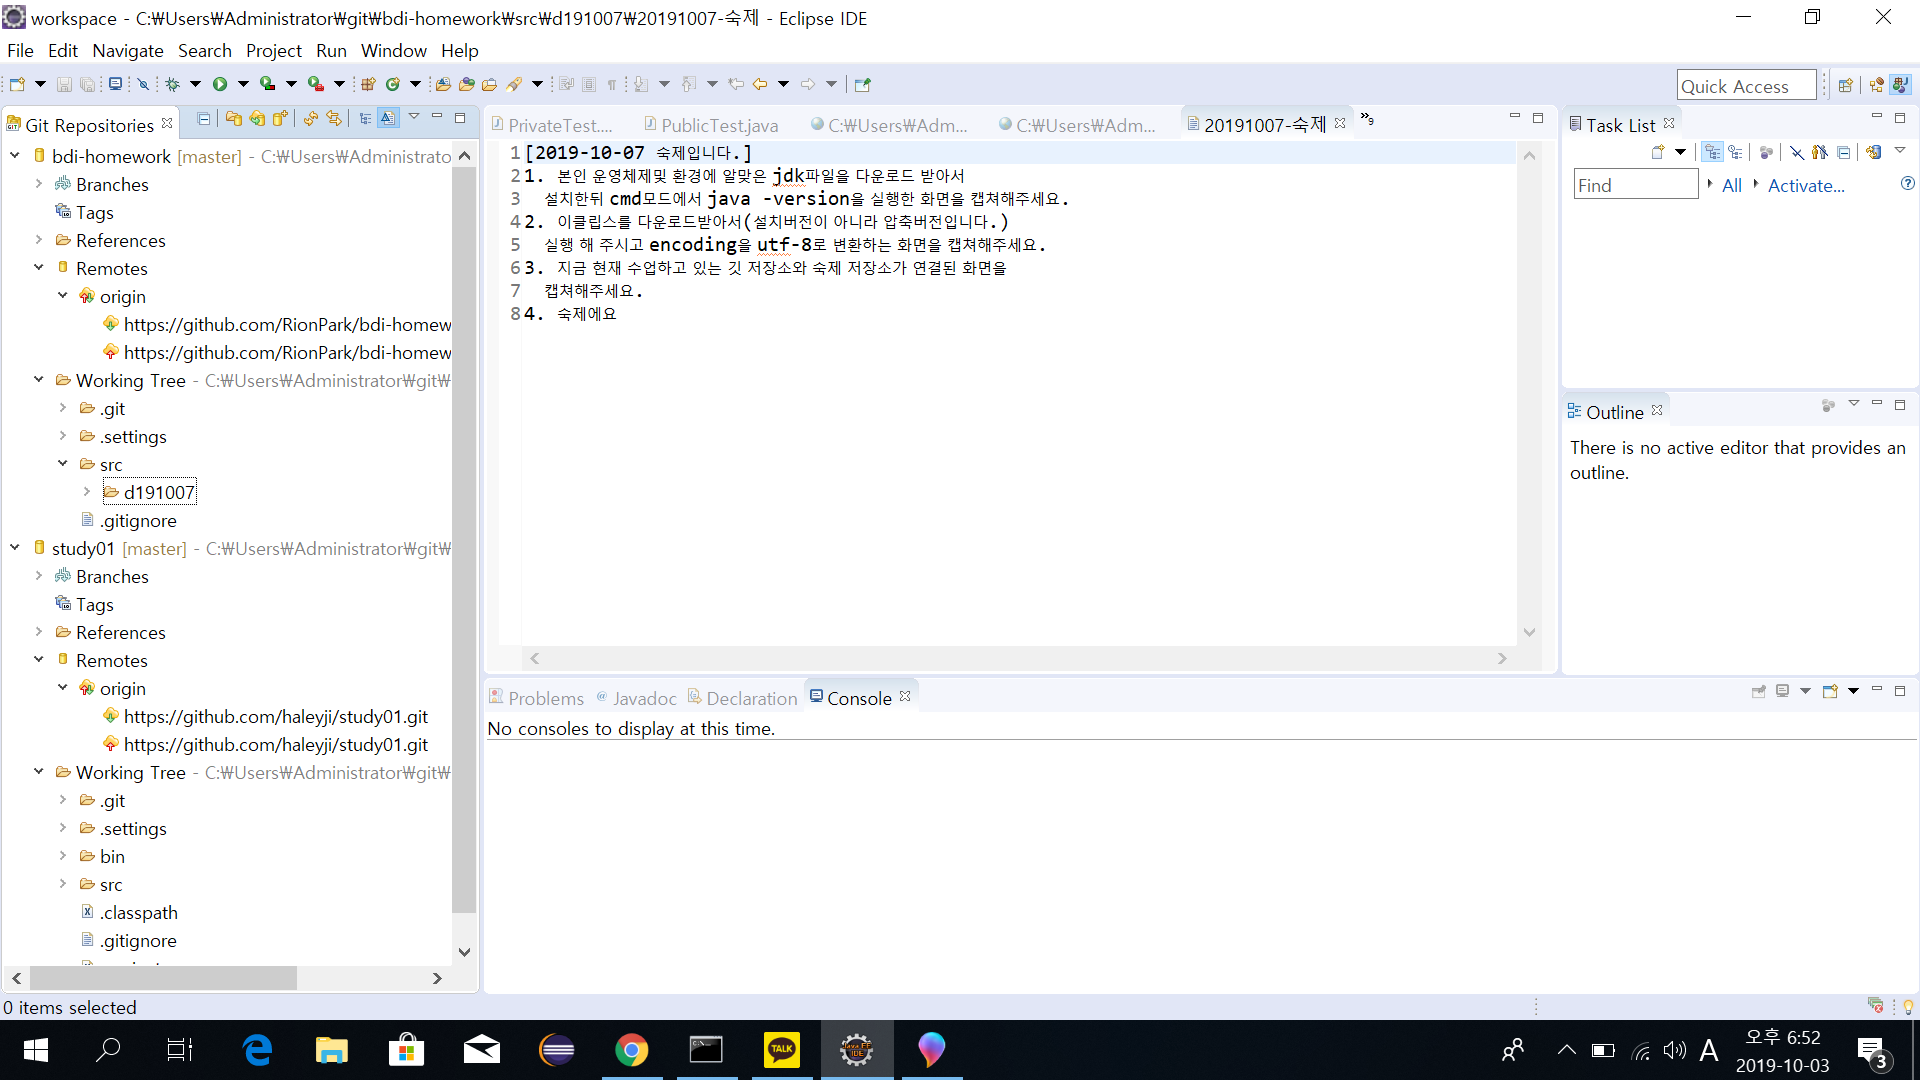 workspace - C:₩Users₩Administrator₩git₩bdi-homework₩src₩d191007₩20191007-숙제 - Eclipse IDE
File Edit Navigate Search Project Run Window Help
Quick Access
Git Repositories
bdi-homework [master] - C:₩Users₩Administrato
Branches
Tags
References
Remotes
origin
https://github.com/RionPark/bdi-homew
https://github.com/RionPark/bdi-homew
Working Tree - C:₩Users₩Administrator₩git₩
.git
.settings
src
d191007
.gitignore
study01 [master] - C:₩Users₩Administrator₩git₩
Branches
Tags
References
Remotes
origin
https://github.com/haleyji/study01.git
https://github.com/haleyji/study01.git
Working Tree - C:₩Users₩Administrator₩git₩
.git
.settings
bin
src
.classpath
.gitignore
0 items selected
PrivateTest.... PublicTest.java C:₩Users₩Adm... C:₩Users₩Adm... 20191007-숙제 »9
1 [2019-10-07 숙제입니다.]
2 1. 본인 운영체제및 환경에 알맞은 jdk파일을 다운로드 받아서
3 설치한뒤 cmd모드에서 java -version을 실행한 화면을 캡쳐해주세요.
4 2. 이클립스를 다운로드받아서(설치버전이 아니라 압축버전입니다.)
5 실행 해 주시고 encoding을 utf-8로 변환하는 화면을 캡쳐해주세요.
6 3. 지금 현재 수업하고 있는 깃 저장소와 숙제 저장소가 연결된 화면을
7 캡쳐해주세요.
8 4. 숙제에요
Problems Javadoc Declaration Console
No consoles to display at this time.
Task List
Find All Activate...
Outline
There is no active editor that provides an
outline.
TALK
A
오후 6:52
2019-10-03
3